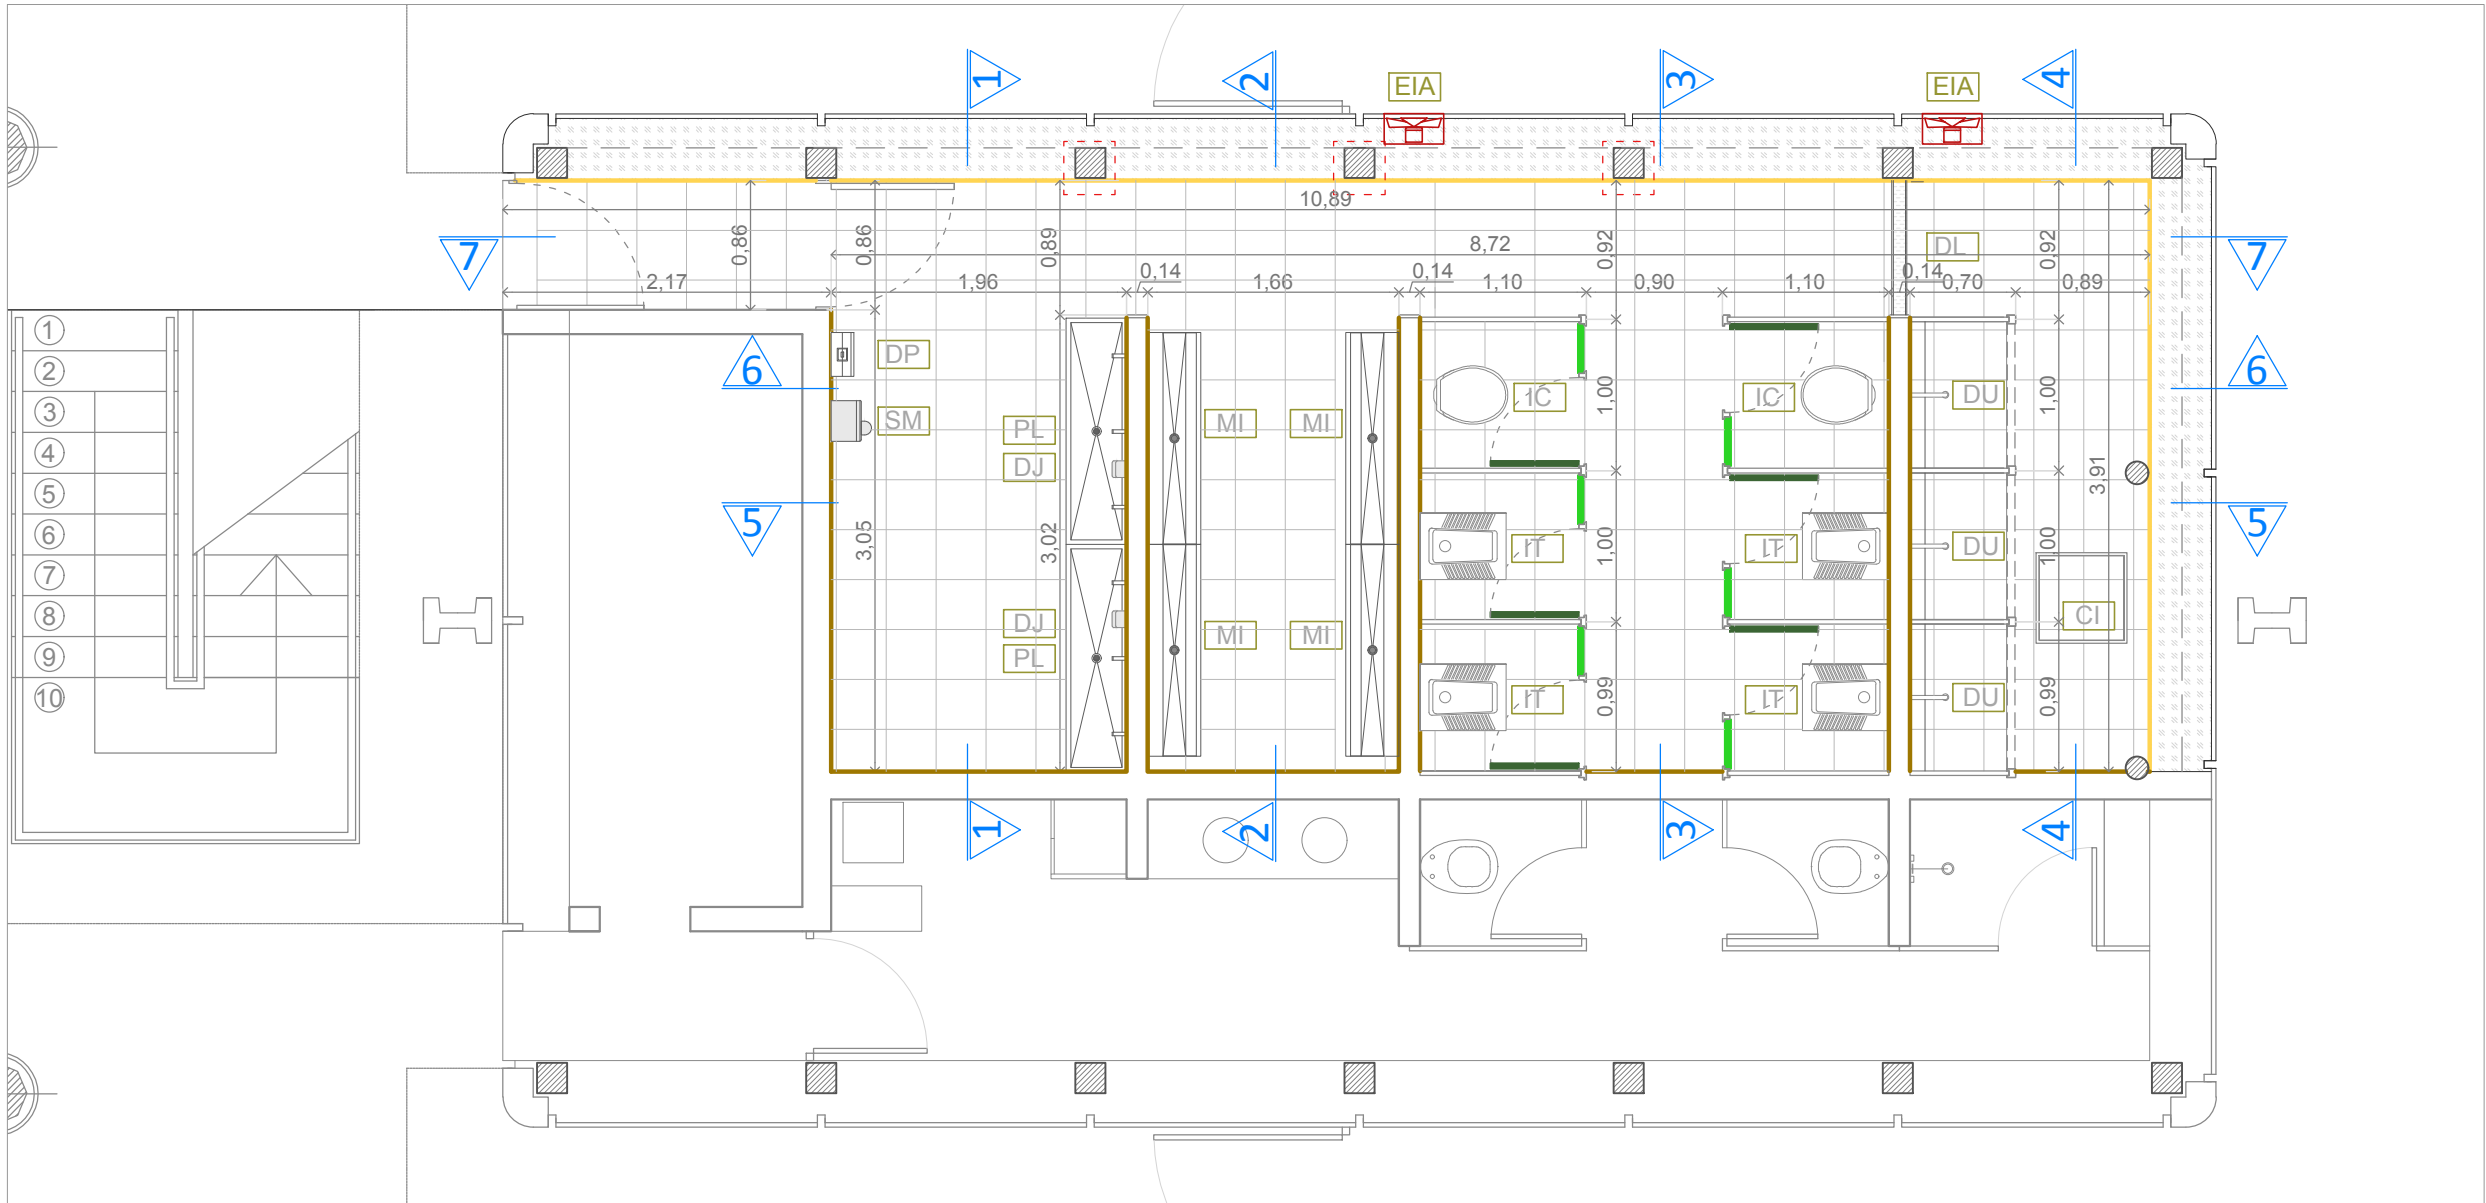 1 2 EIA 3 EIA 4
10,89
7 0,86 0,86 0,89 8,72 0,92 DL 0,92 7
2,17 1,96 0,14 1,66 0,14 1,10 0,90 1,10 0,14 0,70 0,89
1
2 6 DP 6
3 IC 1,00 IC DU 1,00
4 SM PL MI MI
5 DJ 3,91
6 5 3,05 3,02 IT 1,00 IT DU 1,00 5
7
8 DJ MI MI CI
9 PL
10 IT 0,99 IT DU 0,99
1 2 3 4